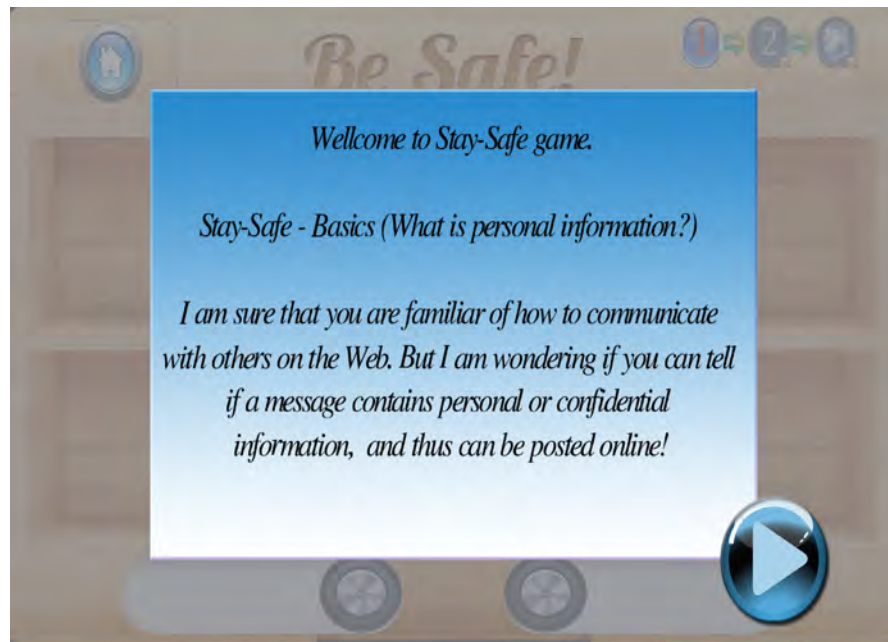 Be Safe!
1 2
Wellcome to Stay-Safe game.
Stay-Safe - Basics (What is personal information?)
I am sure that you are familiar of how to communicate
with others on the Web. But I am wondering if you can tell
if a message contains personal or confidential
information, and thus can be posted online!